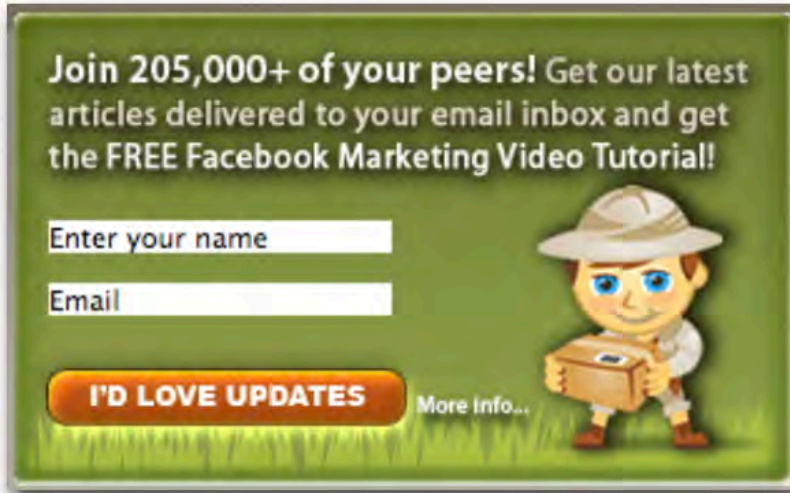 Join 205,000+ of your peers! Get our latest
articles delivered to your email inbox and get
the FREE Facebook Marketing Video Tutorial!
Enter your name
Email
I'D LOVE UPDATES
More Info...